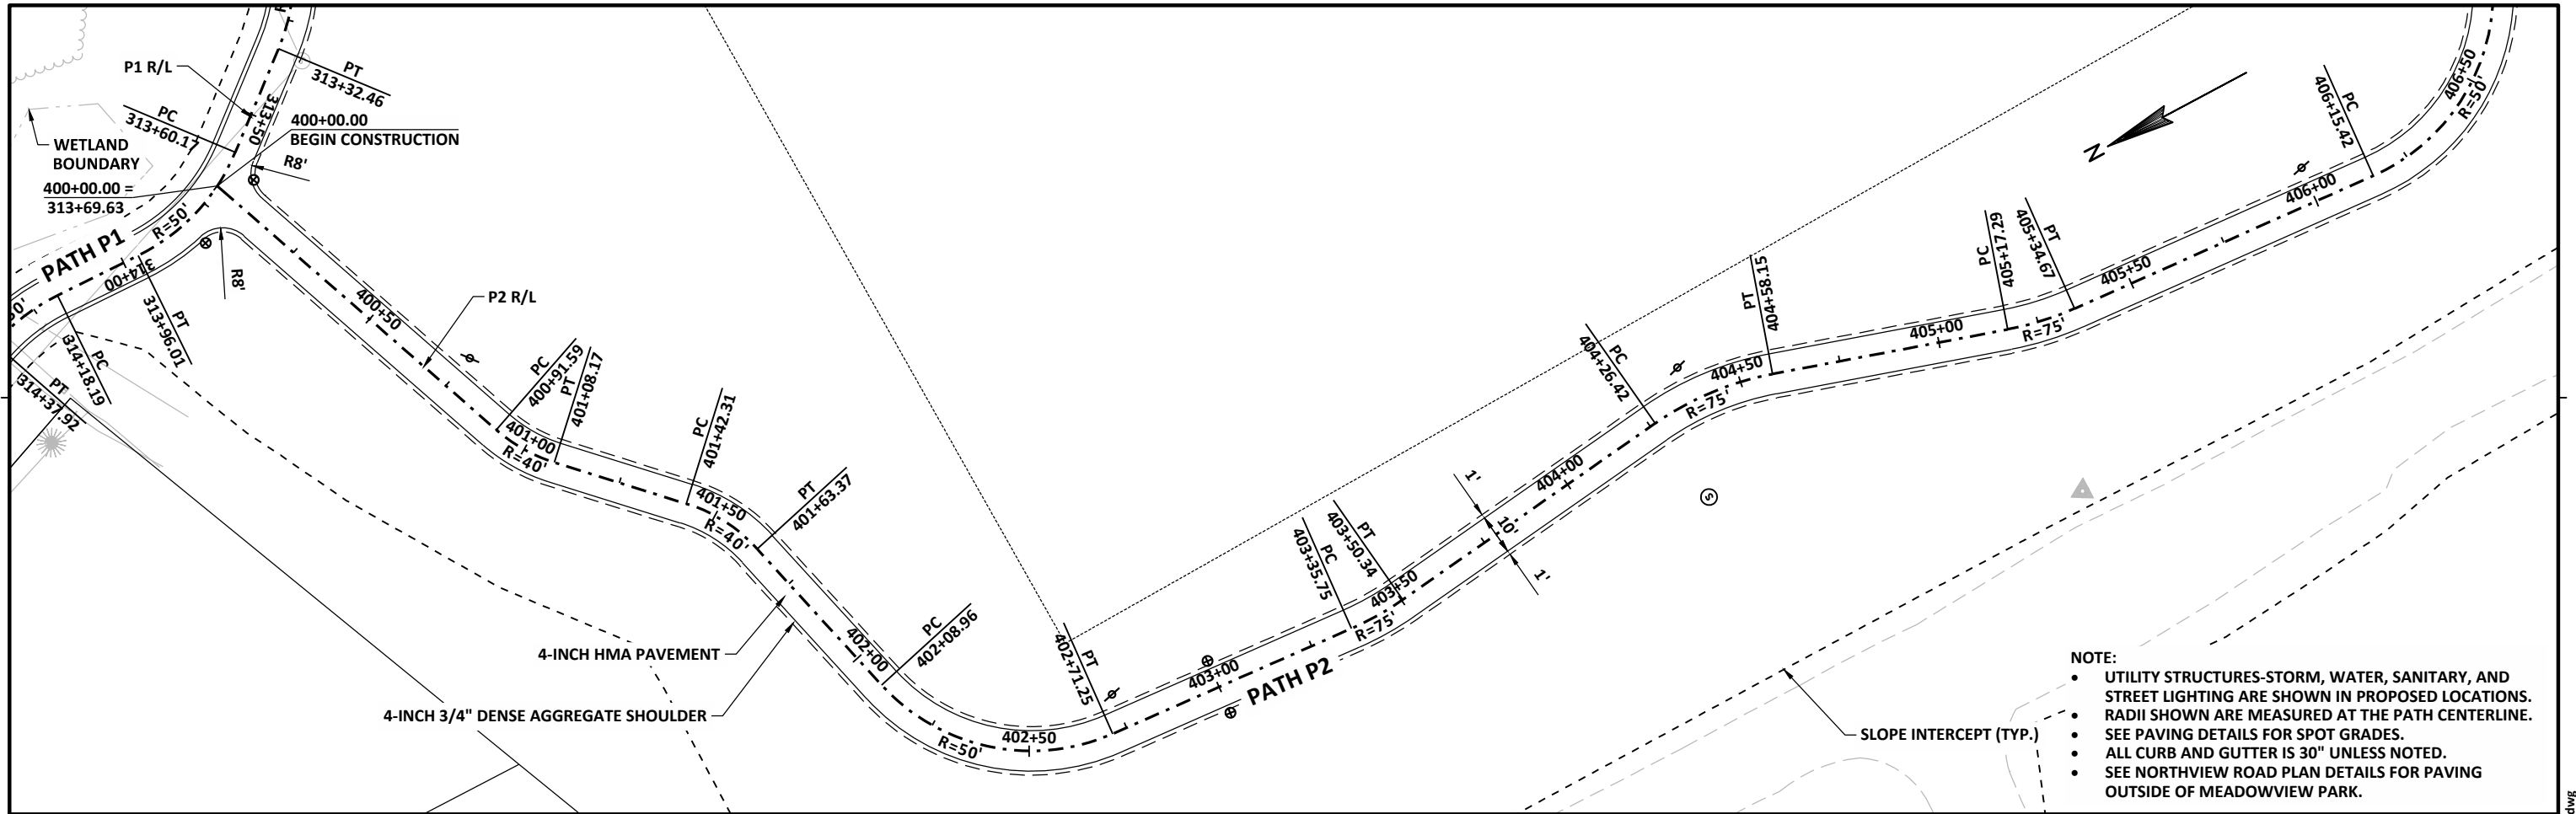 P1 R/L
PT
313+32.46
PC
313+60.17
313+50
400+00.00
BEGIN CONSTRUCTION
WETLAND
BOUNDARY
R8'
400+00.00 =
313+69.63
R=50'
PATH P1
314+00
R8'
PT
313+96.01
PC
314+18.19
PT
314+37.92
400+50
P2 R/L
PC
400+91.59
PT
401+08.17
401+00
R=40'
PC
401+42.31
401+50
R=40'
PT
401+63.37
4-INCH HMA PAVEMENT
4-INCH 3/4" DENSE AGGREGATE SHOULDER
402+00
PC
402+08.96
R=50'
402+50
PT
402+71.25
403+00
PATH P2
PC
403+35.75
PT
403+50.34
R=75'
403+50
1'
10'
1'
404+00
PC
404+26.42
R=75'
404+50
PT
404+58.15
405+00
PC
405+17.29
PT
405+34.67
R=75'
405+50
N
406+00
PC
406+15.42
406+50
R=50'
S
SLOPE INTERCEPT (TYP.)
NOTE:
• UTILITY STRUCTURES-STORM, WATER, SANITARY, AND
STREET LIGHTING ARE SHOWN IN PROPOSED LOCATIONS.
• RADII SHOWN ARE MEASURED AT THE PATH CENTERLINE.
• SEE PAVING DETAILS FOR SPOT GRADES.
• ALL CURB AND GUTTER IS 30" UNLESS NOTED.
• SEE NORTHVIEW ROAD PLAN DETAILS FOR PAVING
OUTSIDE OF MEADOWVIEW PARK.
dwg